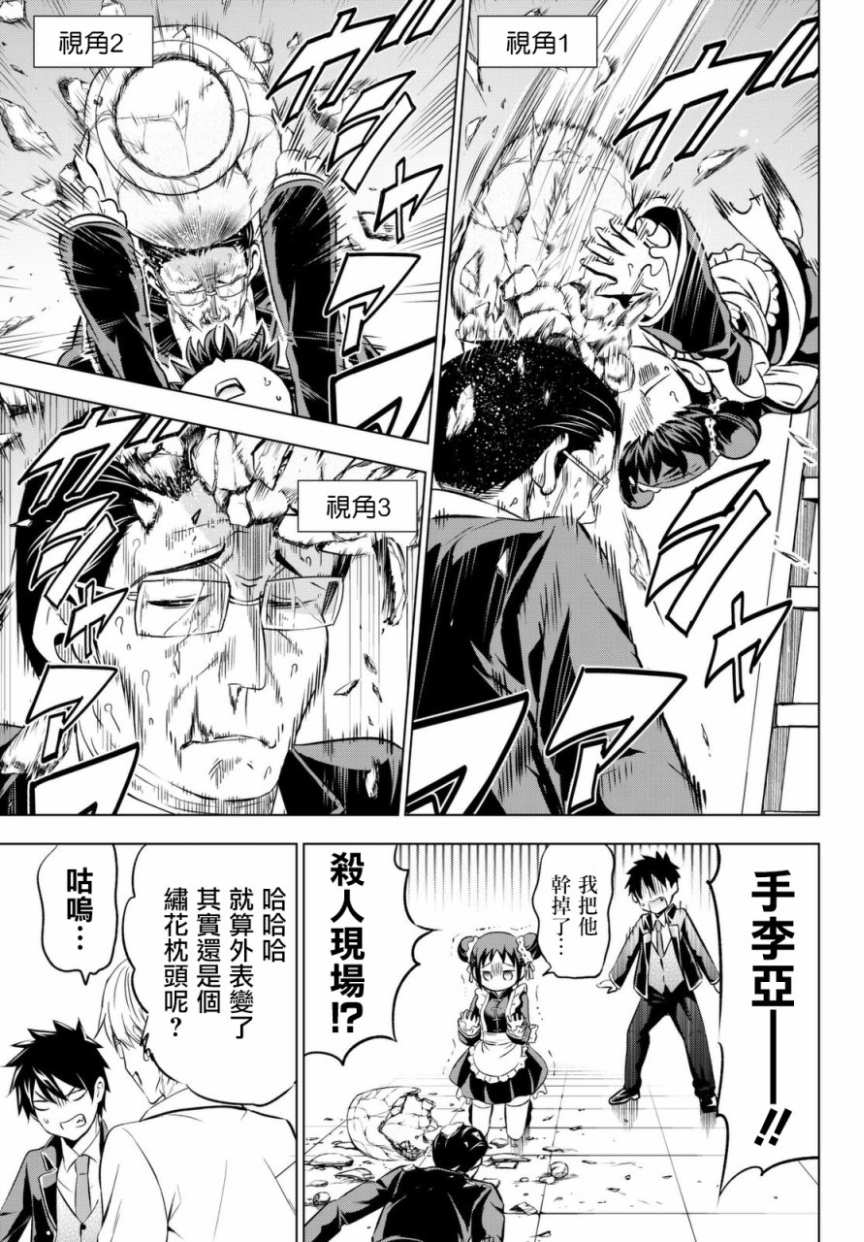 視角1
ガシャアア
視角2
ガシャ
視角3
ガシャアア
手李亞——!!
我把他
幹掉了…
殺人現場!?
哈哈哈
就算外表變了
其實還是個
繡花枕頭呢?
咕嗚…